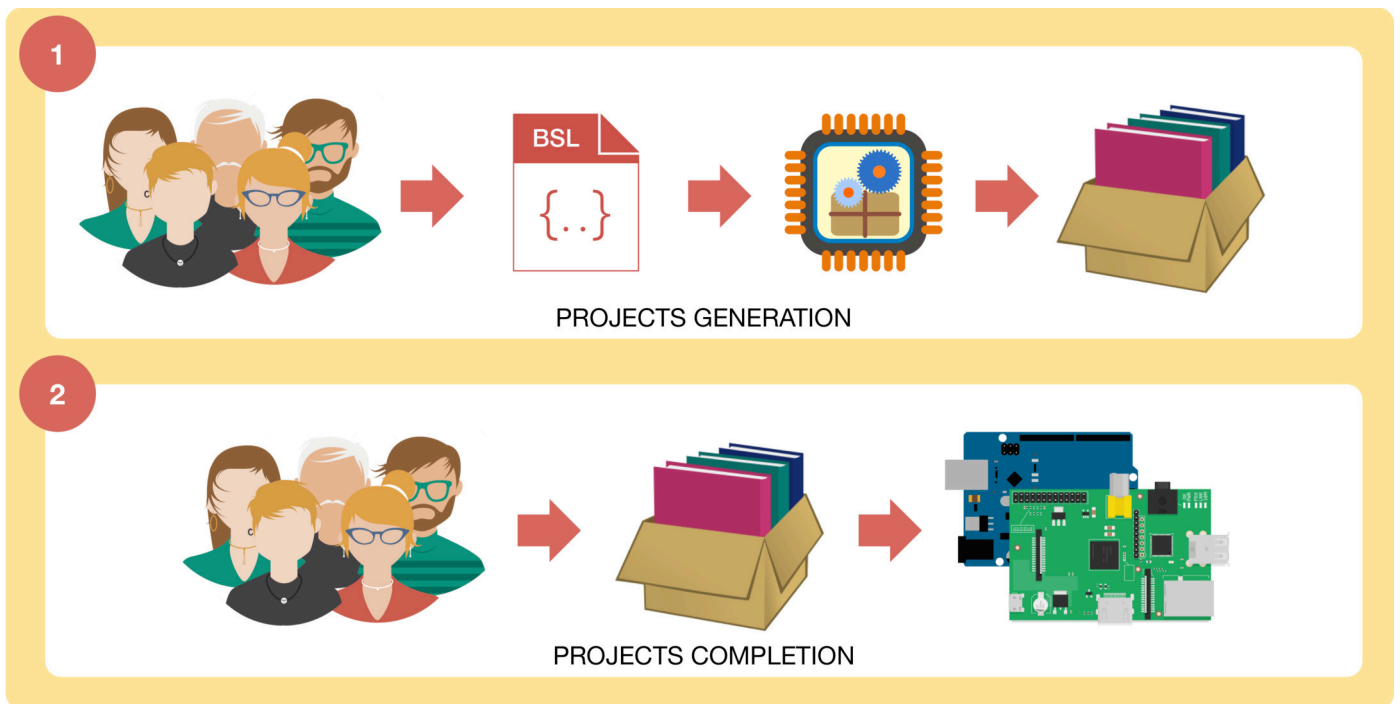 1
BSL
{..}
PROJECTS GENERATION
2
PROJECTS COMPLETION